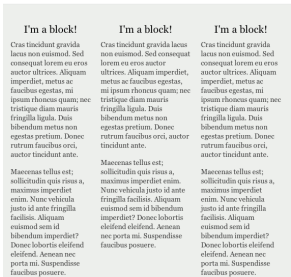 I'm a block!
Cras tincidunt gravida
lacus non euismod. Sed
consequat lorem eu eros
auctor ultrices. Aliquam
imperdiet, metus ac
faucibus egestas, mi
ipsum rhoncus quam; nec
tristique diam mauris
fringilla ligula. Duis
bibendum metus non
egestas pretium. Donec
rutrum faucibus orci,
auctor tincidunt ante.
Maecenas tellus est;
sollicitudin quis risus a,
maximus imperdiet
enim. Nunc vehicula
justo id ante fringilla
facilisis. Aliquam
euismod sem id
bibendum imperdiet?
Donec lobortis eleifend
eleifend. Aenean nec
porta mi. Suspendisse
faucibus posuere.
I'm a block!
Cras tincidunt gravida lacus
non euismod. Sed consequat
lorem eu eros auctor
ultrices. Aliquam imperdiet,
metus ac faucibus egestas,
mi ipsum rhoncus quam; nec
tristique diam mauris
fringilla ligula. Duis
bibendum metus non
egestas pretium. Donec
rutrum faucibus orci, auctor
tincidunt ante.
Maecenas tellus est;
sollicitudin quis risus a,
maximus imperdiet enim.
Nunc vehicula justo id ante
fringilla facilisis. Aliquam
euismod sem id bibendum
imperdiet? Donec lobortis
eleifend eleifend. Aenean
nec porta mi. Suspendisse
faucibus posuere.
I'm a block!
Cras tincidunt gravida
lacus non euismod. Sed
consequat lorem eu eros
auctor ultrices. Aliquam
imperdiet, metus ac
faucibus egestas, mi
ipsum rhoncus quam; nec
tristique diam mauris
fringilla ligula. Duis
bibendum metus non
egestas pretium. Donec
rutrum faucibus orci,
auctor tincidunt ante.
Maecenas tellus est;
sollicitudin quis risus a,
maximus imperdiet
enim. Nunc vehicula
justo id ante fringilla
facilisis. Aliquam
euismod sem id
bibendum imperdiet?
Donec lobortis eleifend
eleifend. Aenean nec
porta mi. Suspendisse
faucibus posuere.